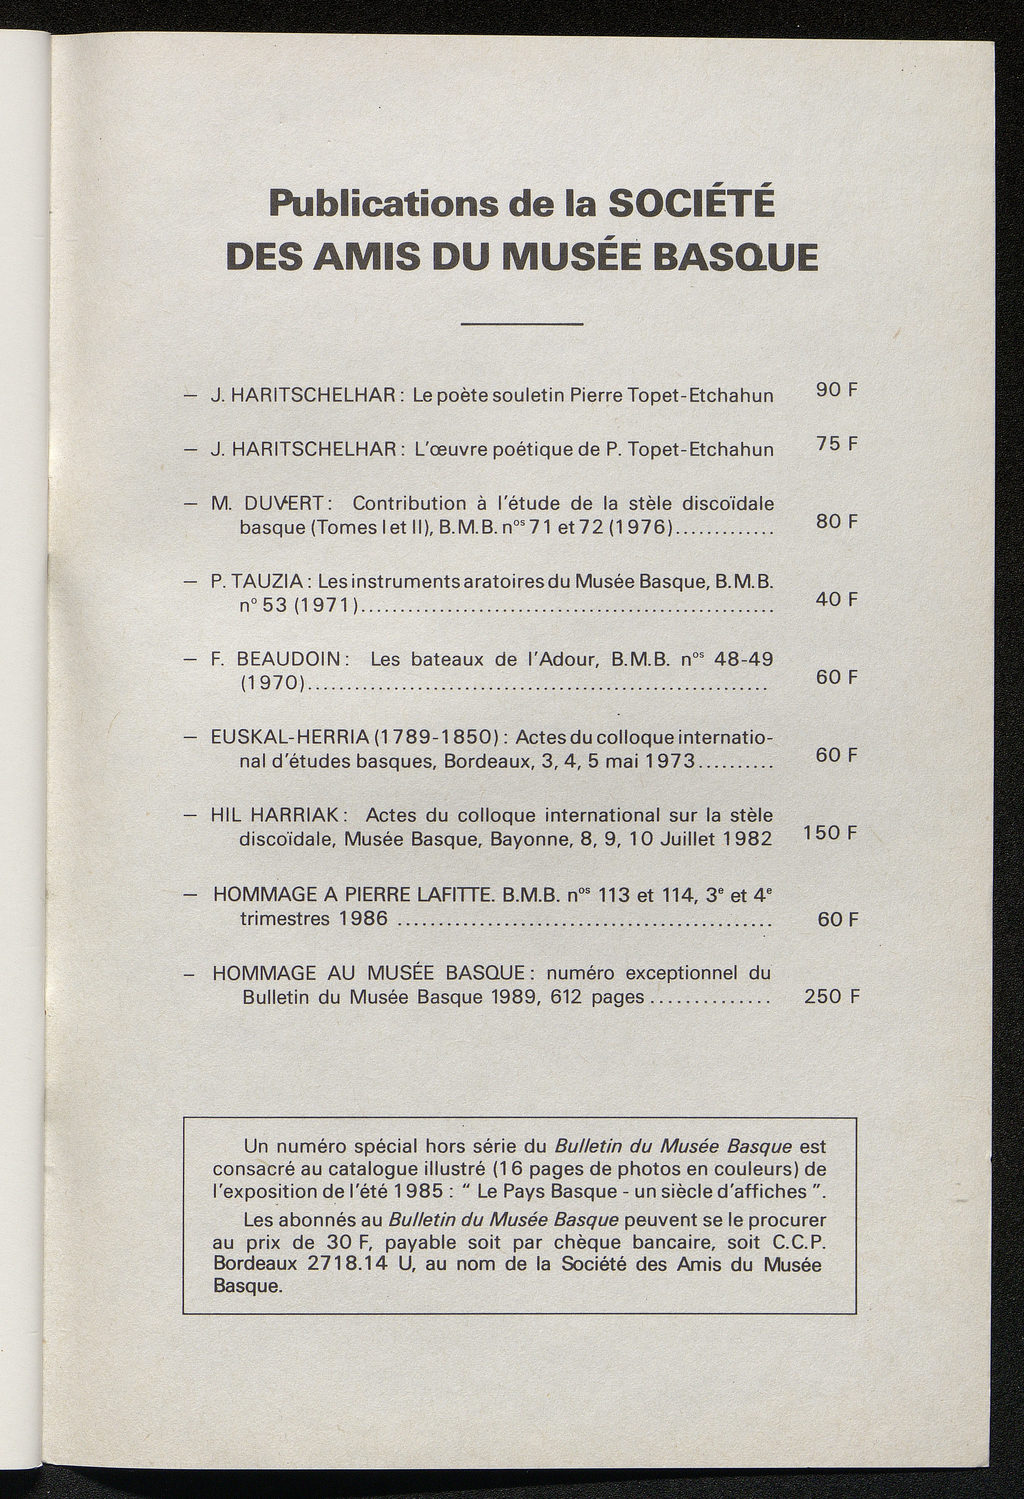 Publications de la SOCIÉTÉ
DES AMIS DU MUSÉE BASQUE
— J. HARITSCHELHAR : Le poète souletin Pierre Topet-Etchahun 90 F
— J. HARITSCHELHAR : L'œuvre poétique de P. Topet-Etchahun 75 F
— M. DUVERT : Contribution à l'étude de la stèle discoïdale
basque (Tomes I et II), B.M.B. nos 71 et 72 (1976)............. 80 F
— P. TAUZIA : Les instruments aratoires du Musée Basque, B.M.B.
n° 53 (1971)..................................................... 40 F
— F. BEAUDOIN : Les bateaux de l'Adour, B.M.B. nos 48-49
(1970)........................................................... 60 F
— EUSKAL-HERRIA (1789-1850) : Actes du colloque internatio-
nal d'études basques, Bordeaux, 3, 4, 5 mai 1973.......... 60 F
— HIL HARRIAK : Actes du colloque international sur la stèle
discoïdale, Musée Basque, Bayonne, 8, 9, 10 Juillet 1982 150 F
— HOMMAGE A PIERRE LAFITTE. B.M.B. nos 113 et 114, 3e et 4e
trimestres 1986 .............................................. 60 F
— HOMMAGE AU MUSÉE BASQUE : numéro exceptionnel du
Bulletin du Musée Basque 1989, 612 pages .............. 250 F
Un numéro spécial hors série du Bulletin du Musée Basque est
consacré au catalogue illustré (16 pages de photos en couleurs) de
l'exposition de l'été 1985 : " Le Pays Basque - un siècle d'affiches ".
Les abonnés au Bulletin du Musée Basque peuvent se le procurer
au prix de 30 F, payable soit par chèque bancaire, soit C.C.P.
Bordeaux 2718.14 U, au nom de la Société des Amis du Musée
Basque.